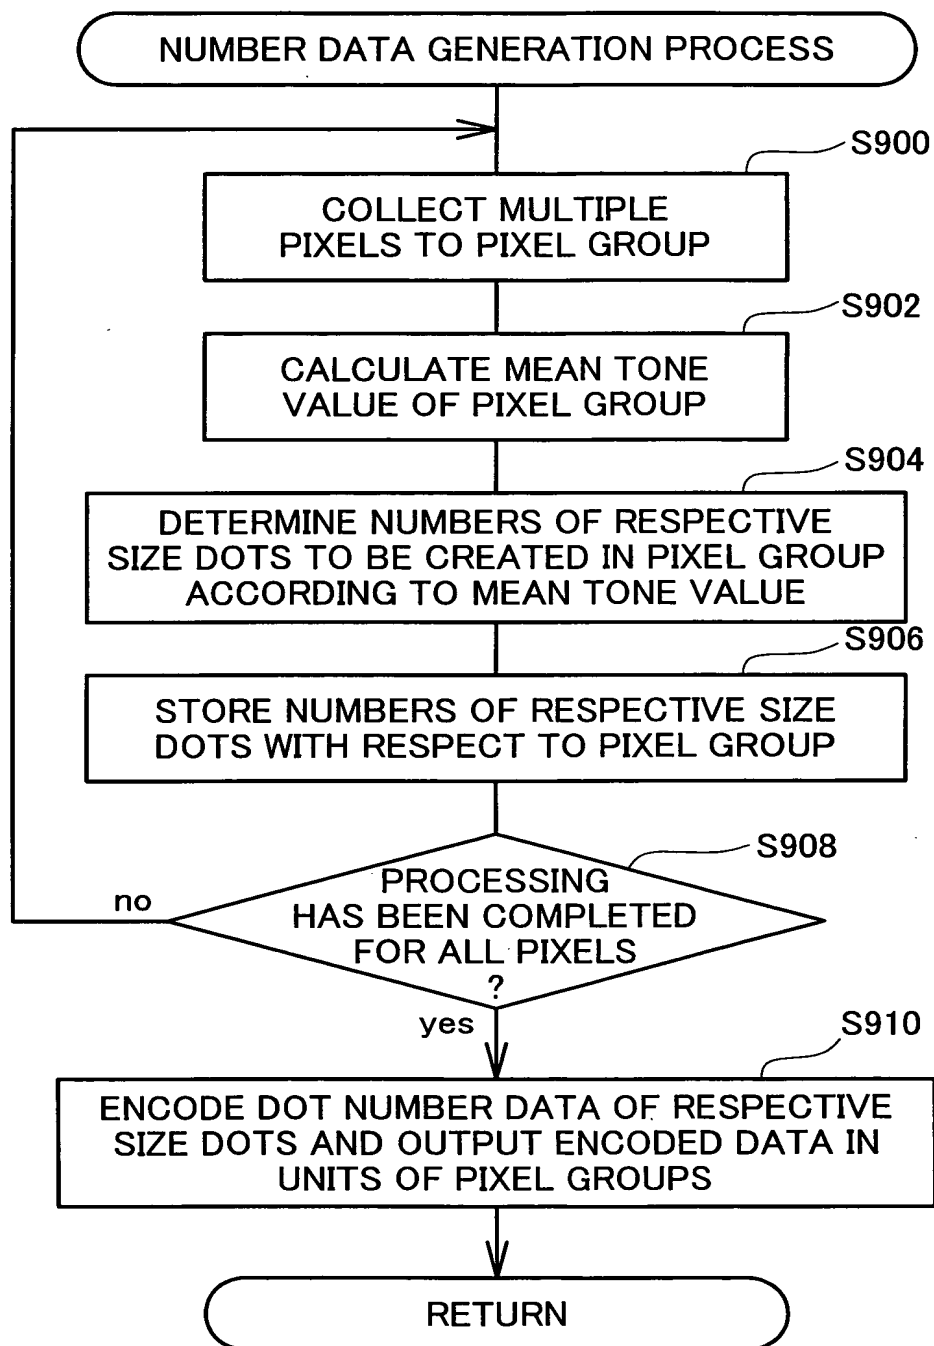 NUMBER DATA GENERATION PROCESS
S900
COLLECT MULTIPLE
PIXELS TO PIXEL GROUP
S902
CALCULATE MEAN TONE
VALUE OF PIXEL GROUP
S904
DETERMINE NUMBERS OF RESPECTIVE
SIZE DOTS TO BE CREATED IN PIXEL GROUP
ACCORDING TO MEAN TONE VALUE
S906
STORE NUMBERS OF RESPECTIVE SIZE
DOTS WITH RESPECT TO PIXEL GROUP
S908
PROCESSING
HAS BEEN COMPLETED
FOR ALL PIXELS
?
no
yes
S910
ENCODE DOT NUMBER DATA OF RESPECTIVE
SIZE DOTS AND OUTPUT ENCODED DATA IN
UNITS OF PIXEL GROUPS
RETURN